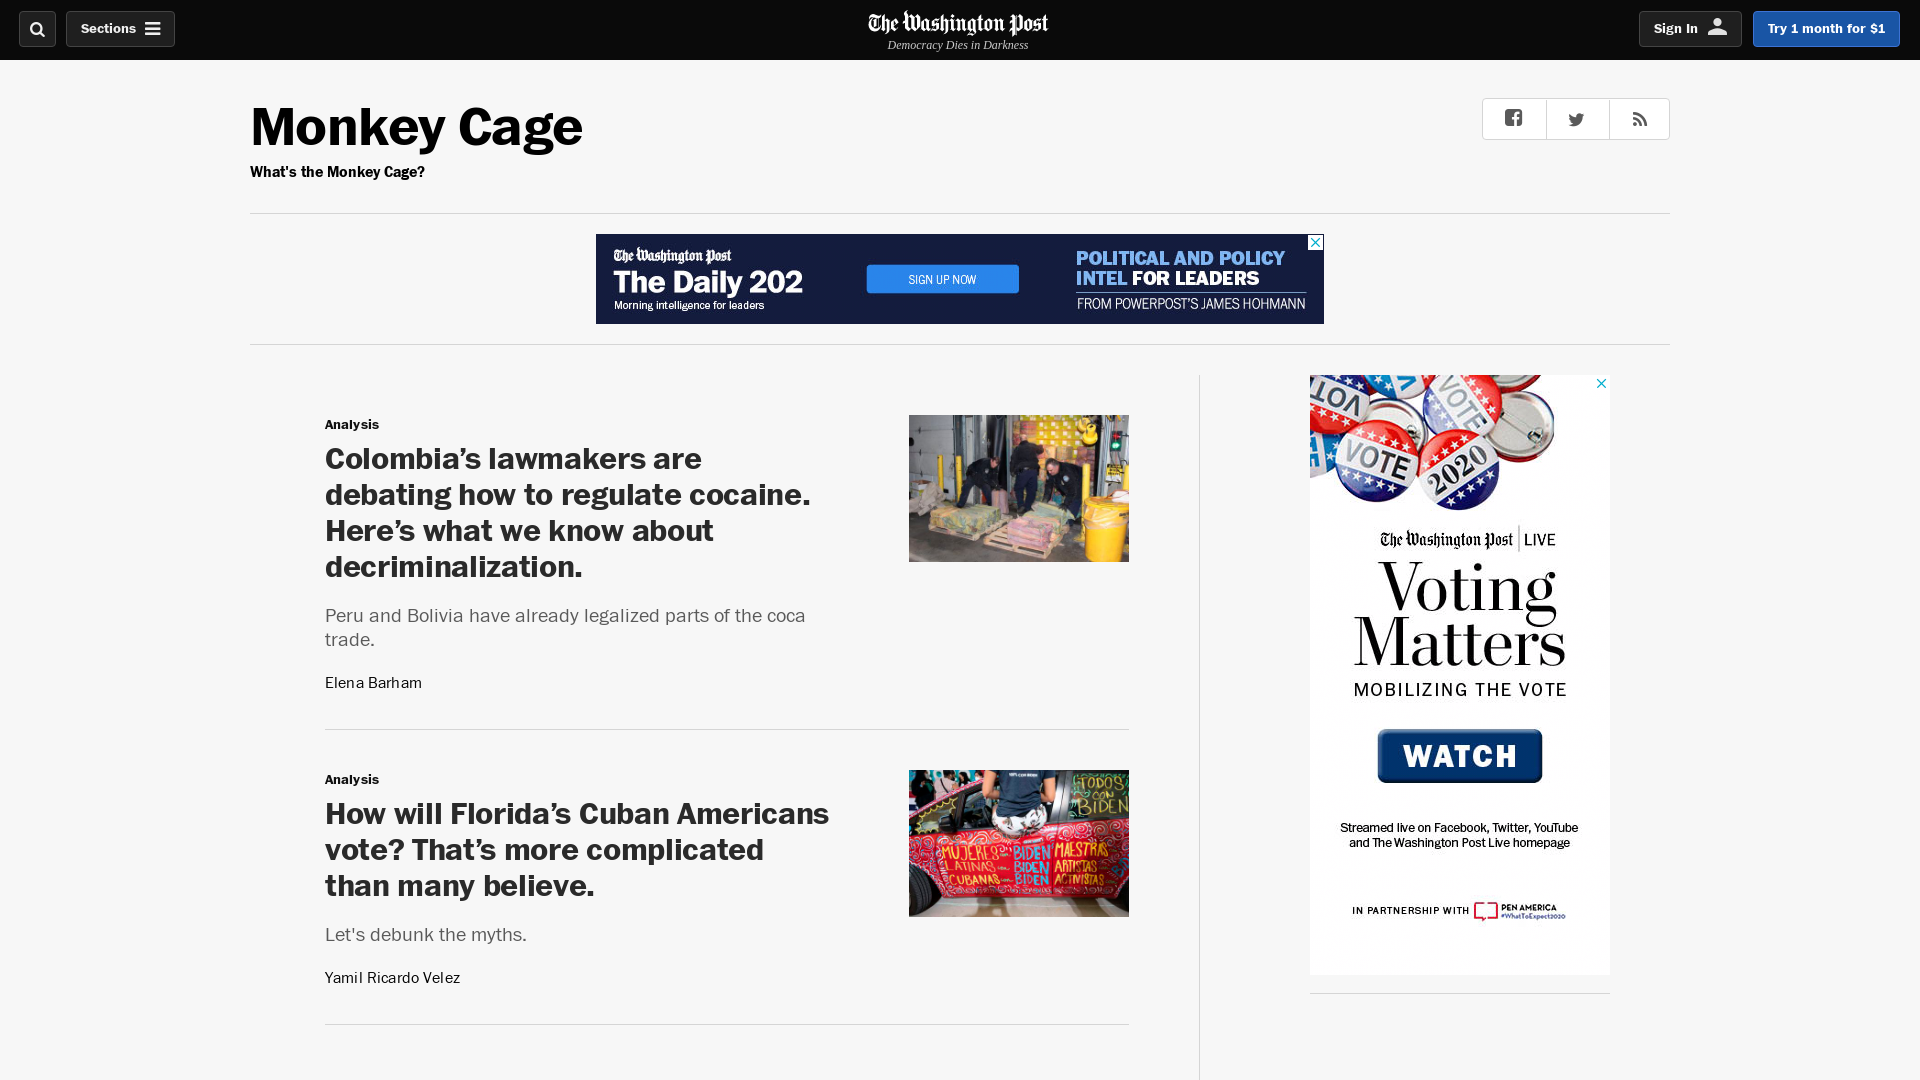 Sections
The Washington Post
Democracy Dies in Darkness
Sign In
Try 1 month for $1
Monkey Cage
What's the Monkey Cage?
The Washington Post
The Daily 202
Morning intelligence for leaders
SIGN UP NOW
POLITICAL AND POLICY
INTEL FOR LEADERS
FROM POWERPOST'S JAMES HOHMANN
Analysis
Colombia’s lawmakers are
debating how to regulate cocaine.
Here’s what we know about
decriminalization.
Peru and Bolivia have already legalized parts of the coca
trade.
Elena Barham
Analysis
How will Florida’s Cuban Americans
vote? That’s more complicated
than many believe.
Let's debunk the myths.
Yamil Ricardo Velez
TODOS
CON
BIDEN
MUJERES
LATINAS
CUBANAS
BIDEN
BIDEN
BIDEN
MAESTRAS
ARTISTAS
ACTIVISTAS
VOTE
VOTE
2020
The Washington Post LIVE
Voting
Matters
MOBILIZING THE VOTE
WATCH
Streamed live on Facebook, Twitter, YouTube
and The Washington Post Live homepage
IN PARTNERSHIP WITH PEN AMERICA
#WhatToExpect2020